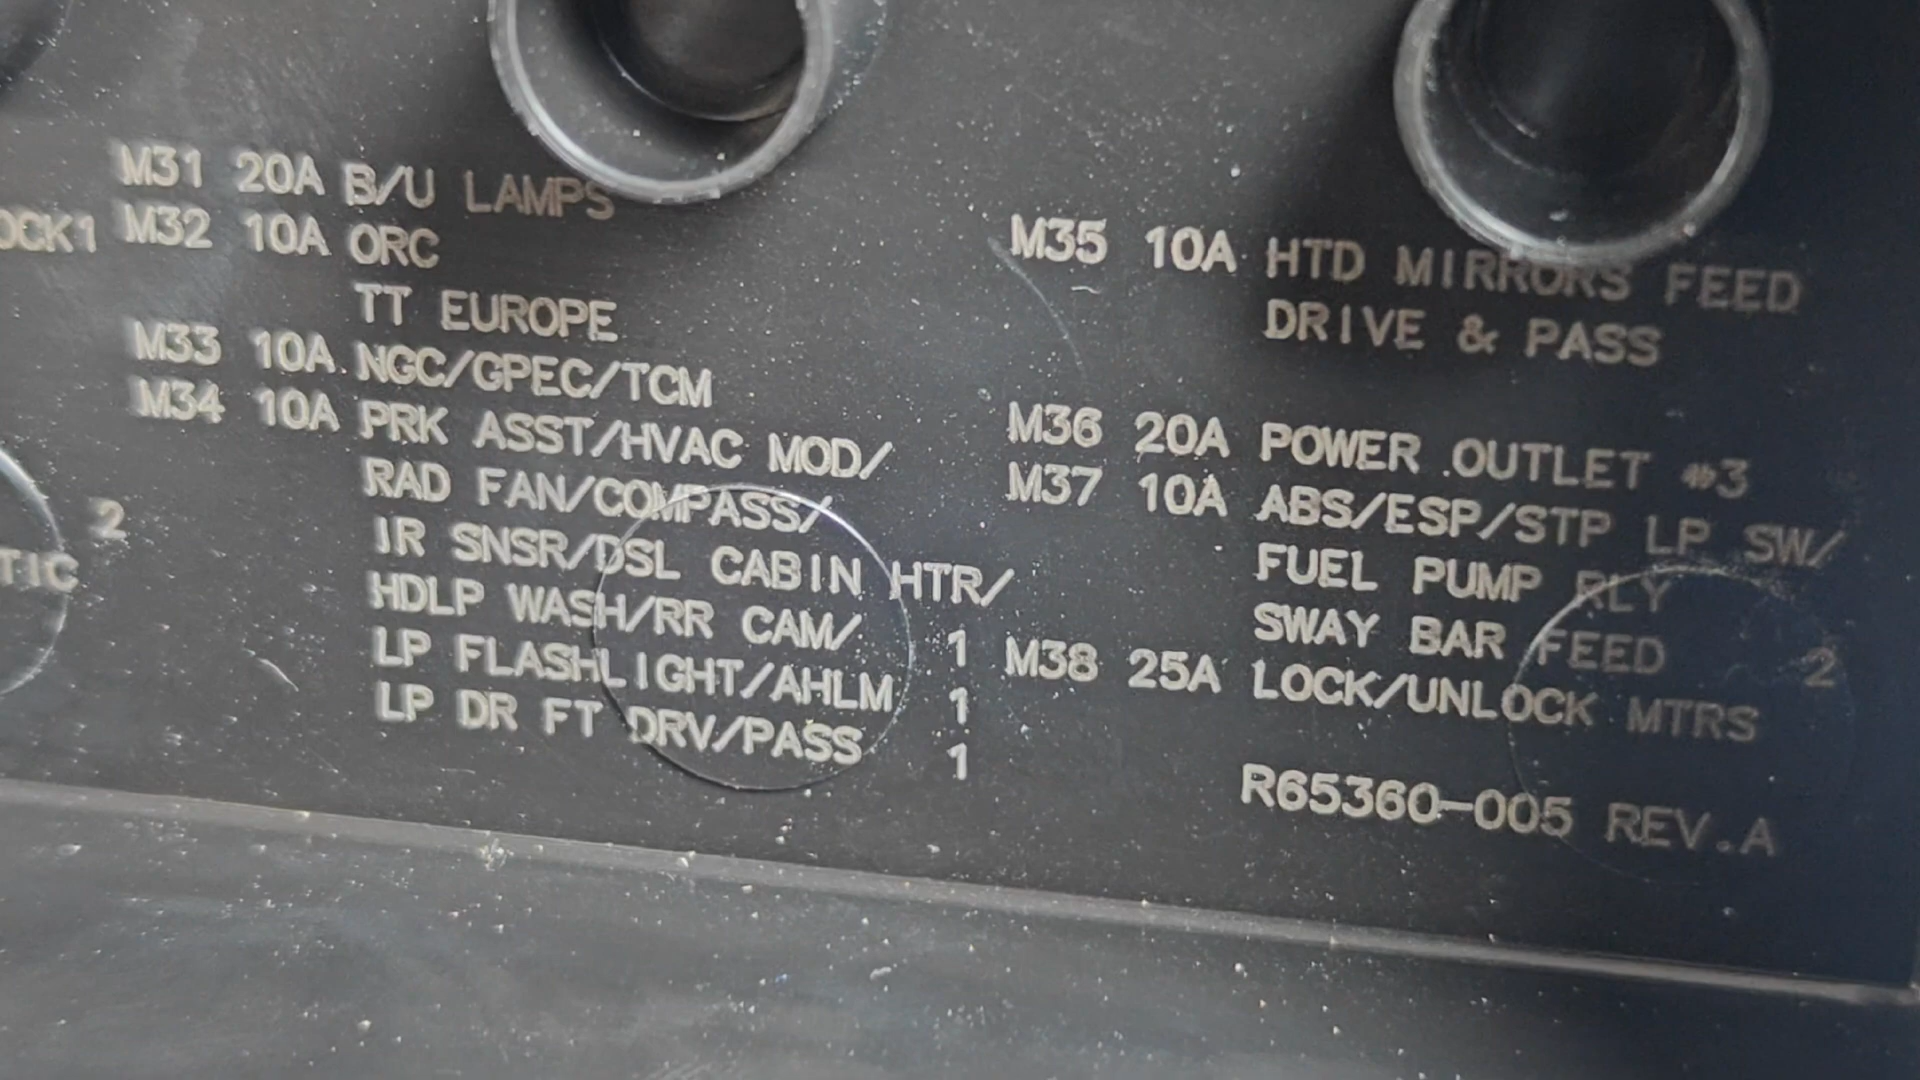 M31 20A B/U LAMPS
OCK1 M32 10A ORC
TT EUROPE
M33 10A NGC/GPEC/TCM
M34 10A PRK ASST/HVAC MOD/
RAD FAN/COMPASS/
2
IR SNSR/DSL CABIN HTR/
TIC
HDLP WASH/RR CAM/ 1
LP FLASHLIGHT/AHLM 1
LP DR FT DRV/PASS 1
M35 10A HTD MIRRORS FEED
DRIVE & PASS
M36 20A POWER OUTLET #3
M37 10A ABS/ESP/STP LP SW/
FUEL PUMP RLY
SWAY BAR FEED 2
M38 25A LOCK/UNLOCK MTRS
R65360-005 REV.A